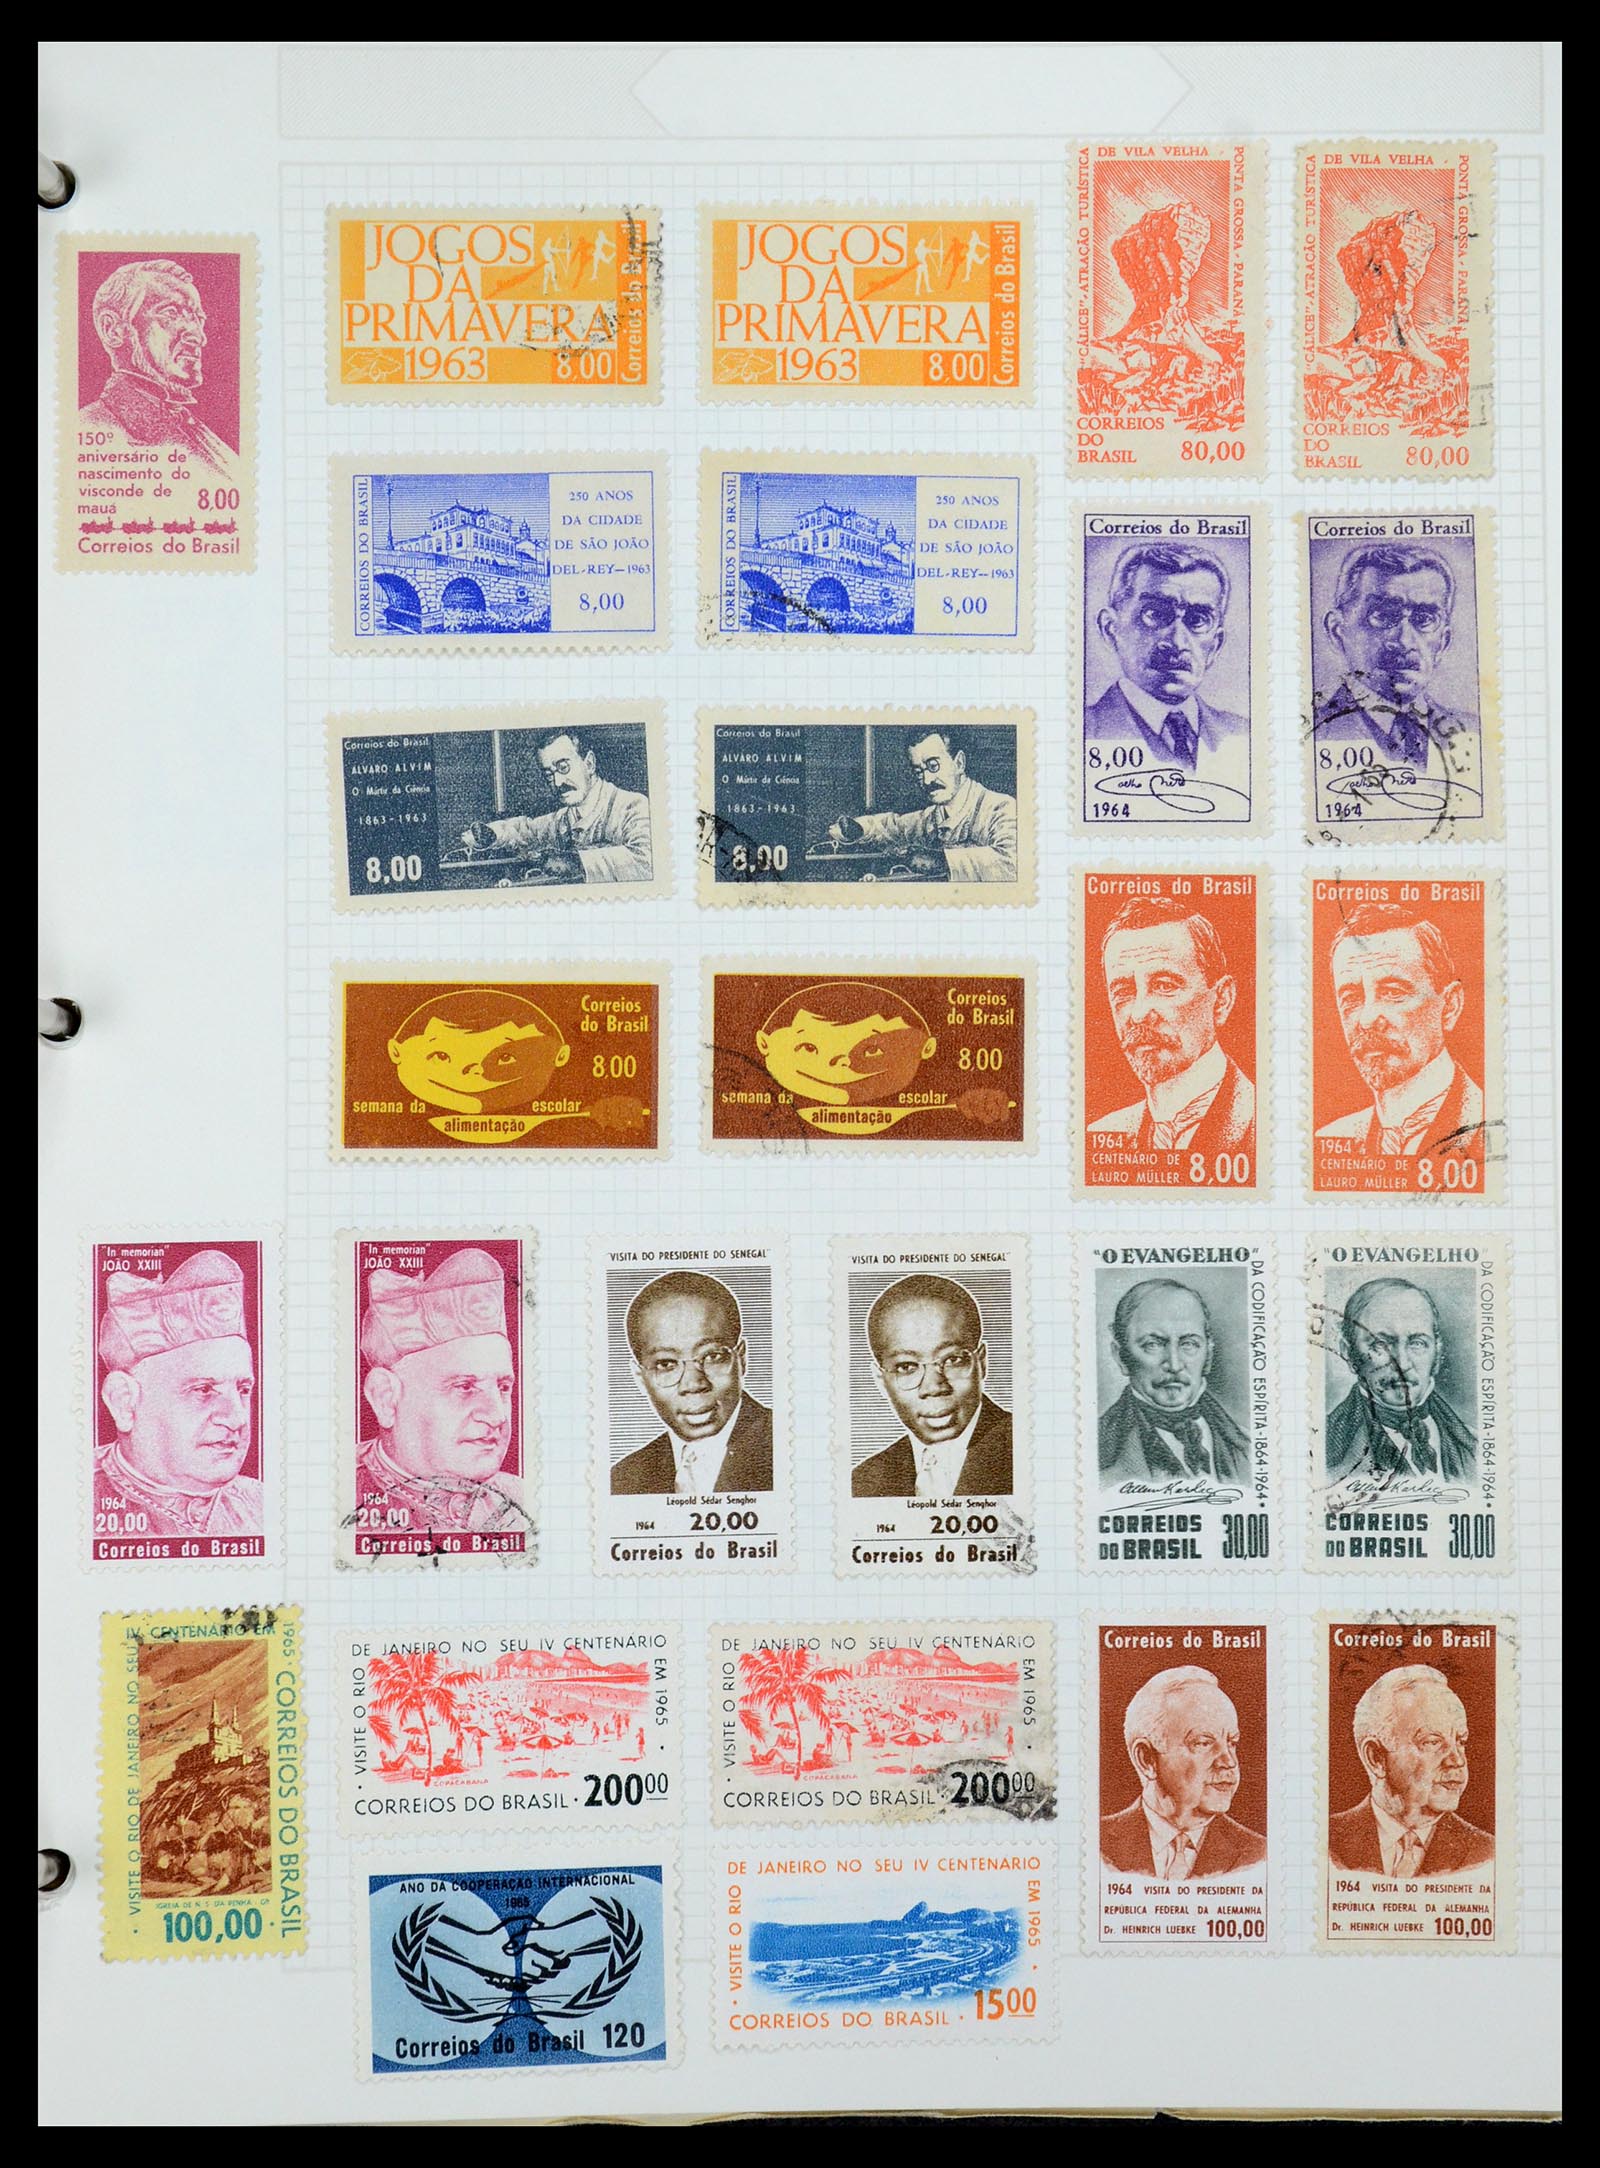 150º
aniversário de
nascimento do
visconde de
mauá
8,00
Correios do Brasil
JOGOS
DA
PRIMAVERA
1963
8.00
Correios do Brasil
JOGOS
DA
PRIMAVERA
1963
8.00
Correios do Brasil
"CÁLICE", ATRAÇÃO TURÍSTICA
DE VILA VELHA -
PONTA GROSSA - PARANÁ
CORREIOS
DO
BRASIL
80,00
"CÁLICE", ATRAÇÃO TURÍSTICA
DE VILA VELHA -
PONTA GROSSA - PARANÁ
CORREIOS
DO
BRASIL
80,00
CORREIOS DO BRASIL
250 ANOS
DA CIDADE
DE SÃO JOÃO
DEL-REY—1963
8,00
CORREIOS DO BRASIL
250 ANOS
DA CIDADE
DE SÃO JOÃO
DEL-REY—1963
8,00
Correios do Brasil
8,00
1964
Correios do Brasil
8,00
1964
Correios do Brasil
ALVARO ALVIM
O Mártir da Ciência
1863-1963
8,00
Correios do Brasil
ALVARO ALVIM
O Mártir da Ciência
1863-1963
8,00
Correios do Brasil
1964
CENTENÁRIO DE
LAURO MÜLLER
8,00
Correios do Brasil
1964
CENTENÁRIO DE
LAURO MÜLLER
8,00
Correios
do Brasil
8,00
semana da
alimentação
escolar
Correios
do Brasil
8,00
semana da
alimentação
escolar
"In memorian"
JOÃO XXIII
1964
20,00
Correios do Brasil
"In memorian"
JOÃO XXIII
1964
20,00
Correios do Brasil
"VISITA DO PRESIDENTE DO SENEGAL"
Léopold Sédar Senghor
1964 20,00
Correios do Brasil
"VISITA DO PRESIDENTE DO SENEGAL"
Léopold Sédar Senghor
1964 20,00
Correios do Brasil
"O EVANGELHO"
DA CODIFICAÇÃO ESPÍRITA-1864-1964•
Allan Kardec
CORREIOS
DO BRASIL
30,00
"O EVANGELHO"
DA CODIFICAÇÃO ESPÍRITA-1864-1964•
Allan Kardec
CORREIOS
DO BRASIL
30,00
• VISITE O RIO DE JANEIRO NO SEU
IV CENTENÁRIO EM
1965 • CORREIOS DO BRASIL
IGREJA DE N. S. DA PENHA - GB
100,00 •
• VISITE O RIO
DE JANEIRO NO SEU IV CENTENÁRIO
EM 1965 •
COPACABANA
CORREIOS DO BRASIL • 200 00
• VISITE O RIO
DE JANEIRO NO SEU IV CENTENÁRIO
EM 1965 •
COPACABANA
CORREIOS DO BRASIL • 200 00
Correios do Brasil
1964 VISITA DO PRESIDENTE DA
REPÚBLICA FEDERAL DA ALEMANHA
Dr. HEINRICH LUEBKE 100,00
Correios do Brasil
1964 VISITA DO PRESIDENTE DA
REPÚBLICA FEDERAL DA ALEMANHA
Dr. HEINRICH LUEBKE 100,00
ANO DA COOPERAÇÃO INTERNACIONAL
1965
Correios do Brasil 120
• VISITE O RIO
DE JANEIRO NO SEU IV CENTENARIO
EM 1965 •
CORREIOS DO BRASIL • 15 00